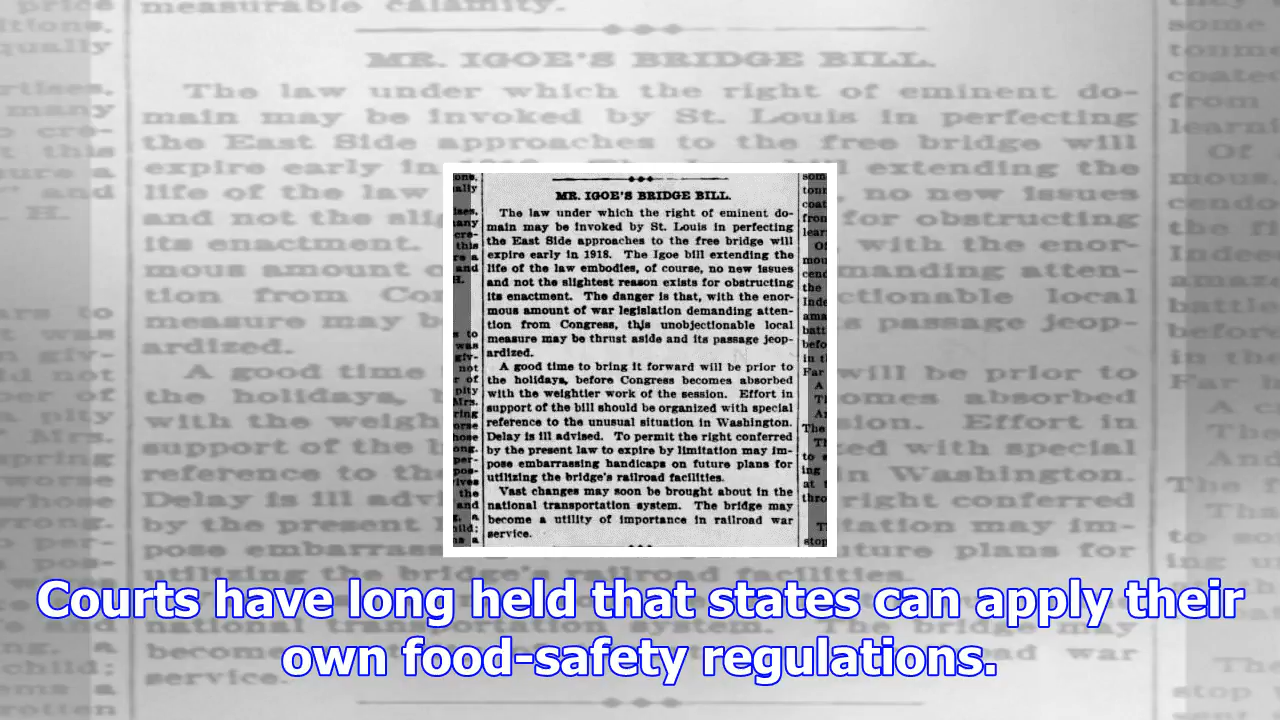 MR. IGOE'S BRIDGE BILL.
The law under which the right of eminent do-
main may be invoked by St. Louis in perfecting
the East Side approaches to the free bridge will
expire early in 1918. The Igoe bill extending the
life of the law embodies, of course, no new issues
and not the slightest reason exists for obstructing
its enactment. The danger is that, with the enor-
mous amount of war legislation demanding atten-
tion from Congress, this unobjectionable local
measure may be thrust aside and its passage jeop-
ardized.
A good time to bring it forward will be prior to
the holidays, before Congress becomes absorbed
with the weightier work of the session. Effort in
support of the bill should be organized with special
reference to the unusual situation in Washington.
Delay is ill advised. To permit the right conferred
by the present law to expire by limitation may im-
pose embarrassing handicaps on future plans for
utilizing the bridge's railroad facilities.
Vast changes may soon be brought about in the
national transportation system. The bridge may
become a utility of importance in railroad war
service.
Courts have long held that states can apply their
own food-safety regulations.